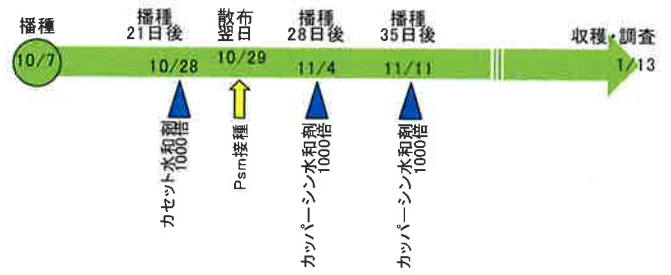 播種
播種
21日後
散布
翌日
播種
28日後
播種
35日後
収穫・調査
10/7
10/28
10/29
11/4
11/11
1/13
カセット水和剤
1000倍
Psm接種
カッパーシン水和剤
1000倍
カッパーシン水和剤
1000倍